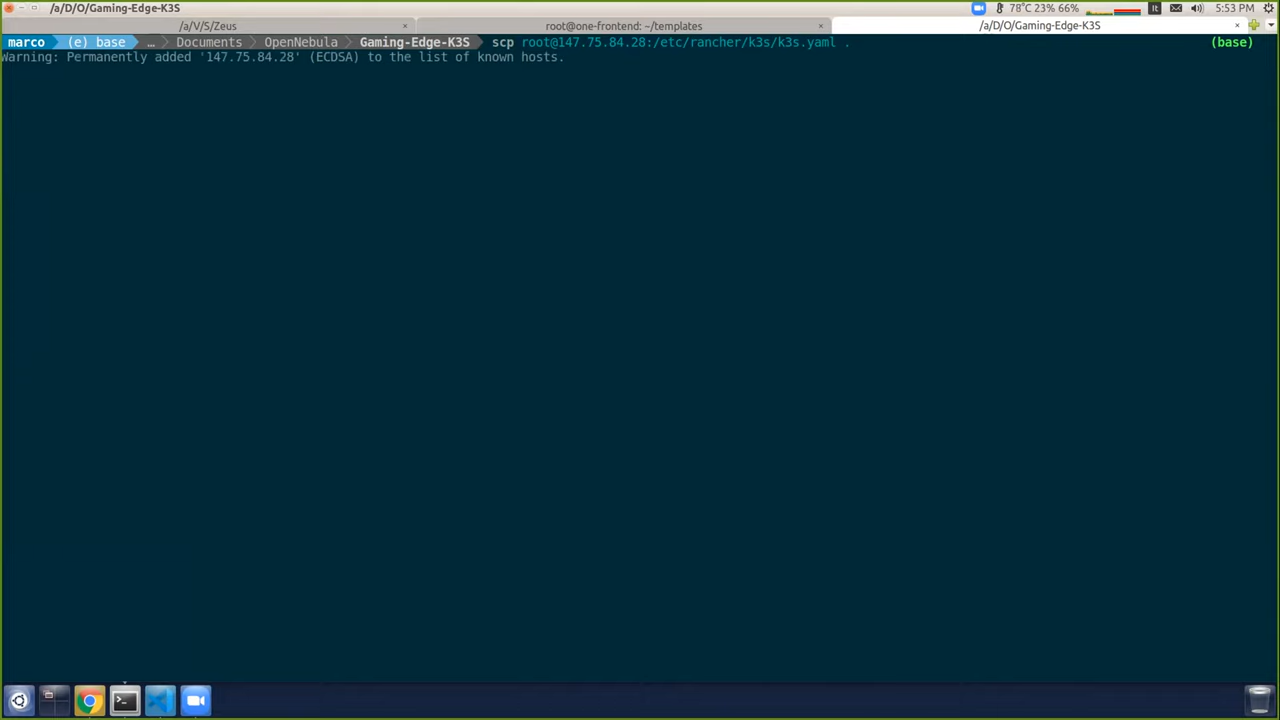 /a/D/O/Gaming-Edge-K3S
78°C 23% 66%
It
5:53 PM
/a/V/S/Zeus
root@one-frontend: ~/templates
/a/D/O/Gaming-Edge-K3S
marco (e) base … Documents OpenNebula Gaming-Edge-K3S scp root@147.75.84.28:/etc/rancher/k3s/k3s.yaml . (base)
Warning: Permanently added '147.75.84.28' (ECDSA) to the list of known hosts.